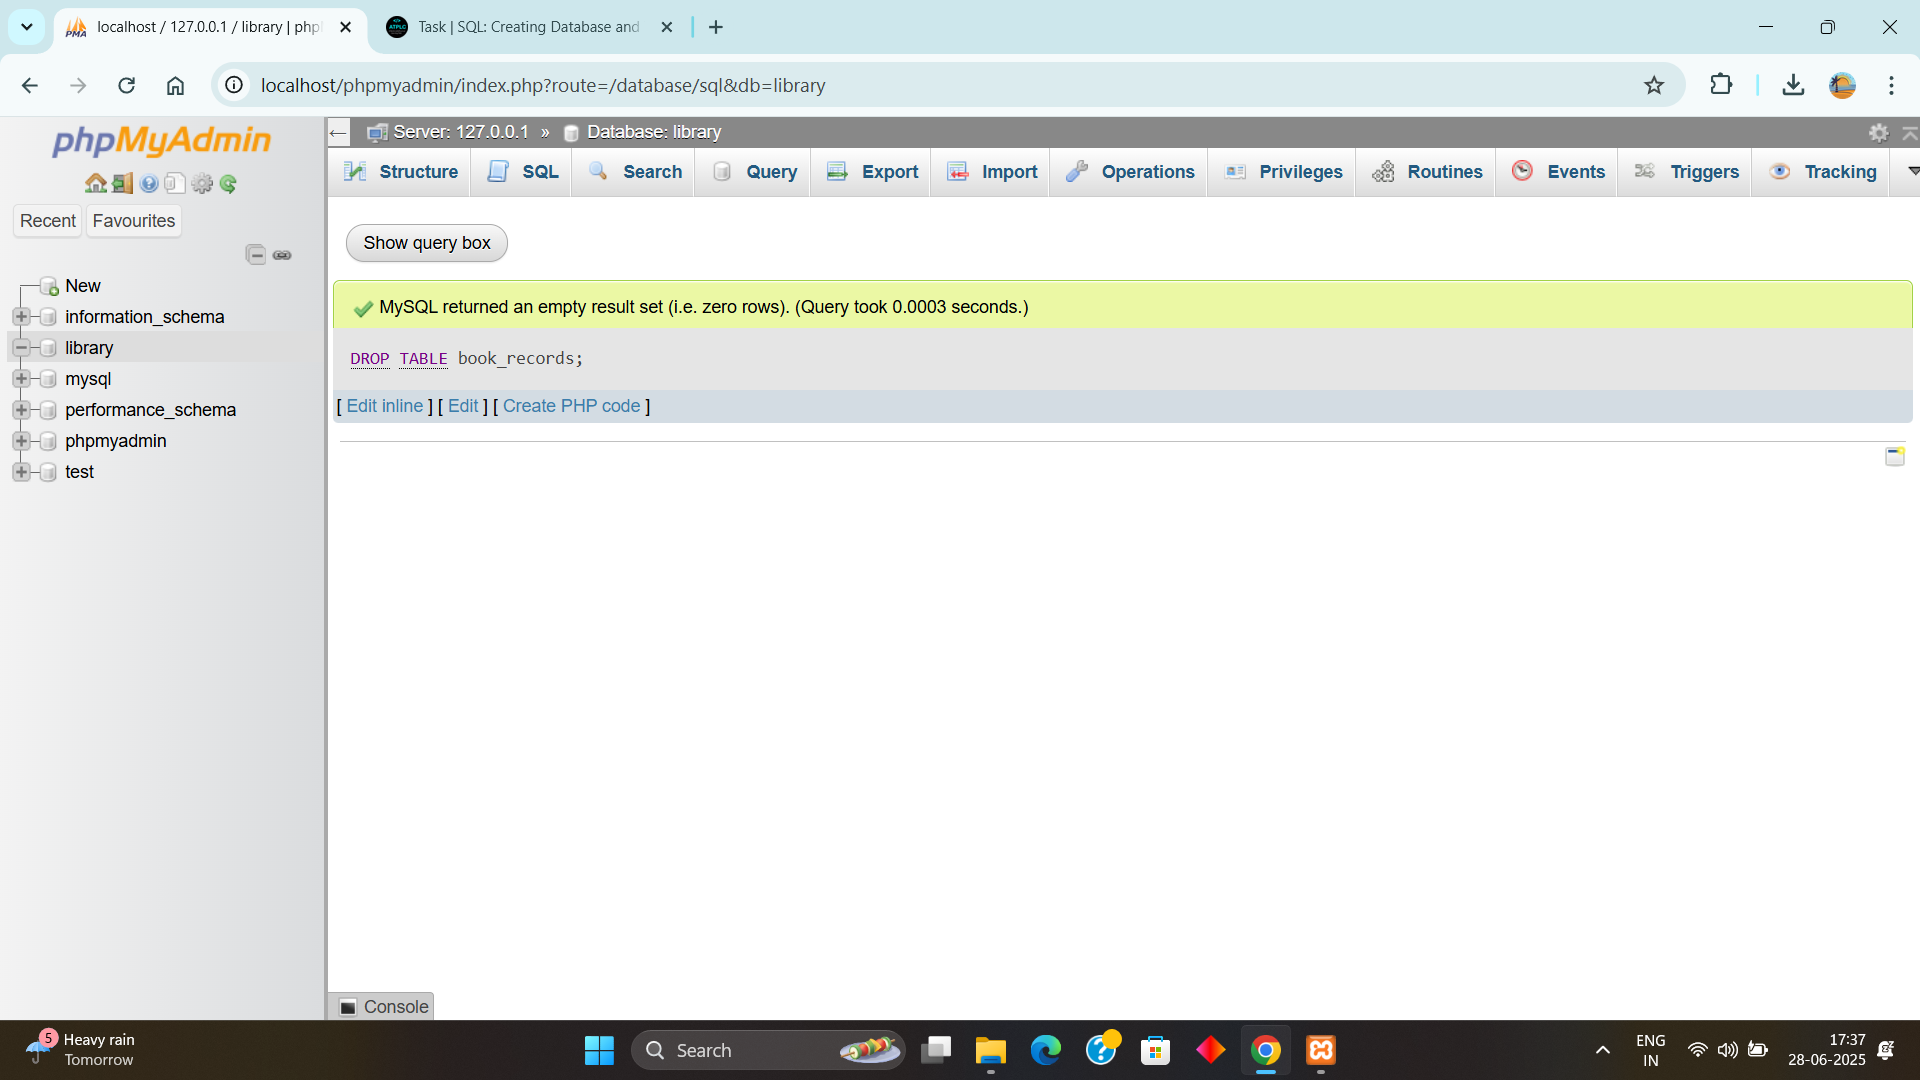 localhost / 127.0.0.1 / library | php
Task | SQL: Creating Database and
localhost/phpmyadmin/index.php?route=/database/sql&db=library
phpMyAdmin
Recent
Favourites
New
information_schema
library
mysql
performance_schema
phpmyadmin
test
Server: 127.0.0.1 » Database: library
Structure
SQL
Search
Query
Export
Import
Operations
Privileges
Routines
Events
Triggers
Tracking
Show query box
MySQL returned an empty result set (i.e. zero rows). (Query took 0.0003 seconds.)
DROP TABLE book_records;
[ Edit inline ] [ Edit ] [ Create PHP code ]
Console
5
Heavy rain
Tomorrow
Search
ENG
IN
17:37
28-06-2025